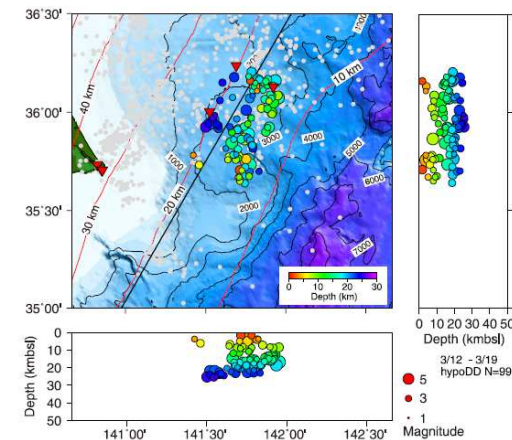 36°30'
36°00'
35°30'
35°00'
40 km
30 km
20 km
10 km
1000
2000
3000
4000
5000
6000
7000
0 10 20 30
Depth (km)
0 10 20 30 40 50
Depth (km)
3/12 - 3/19
hypoDD N=99
5
3
1
Magnitude
Depth (kmbsl)
0
10
20
30
40
50
141°00'
141°30'
142°00'
142°30'